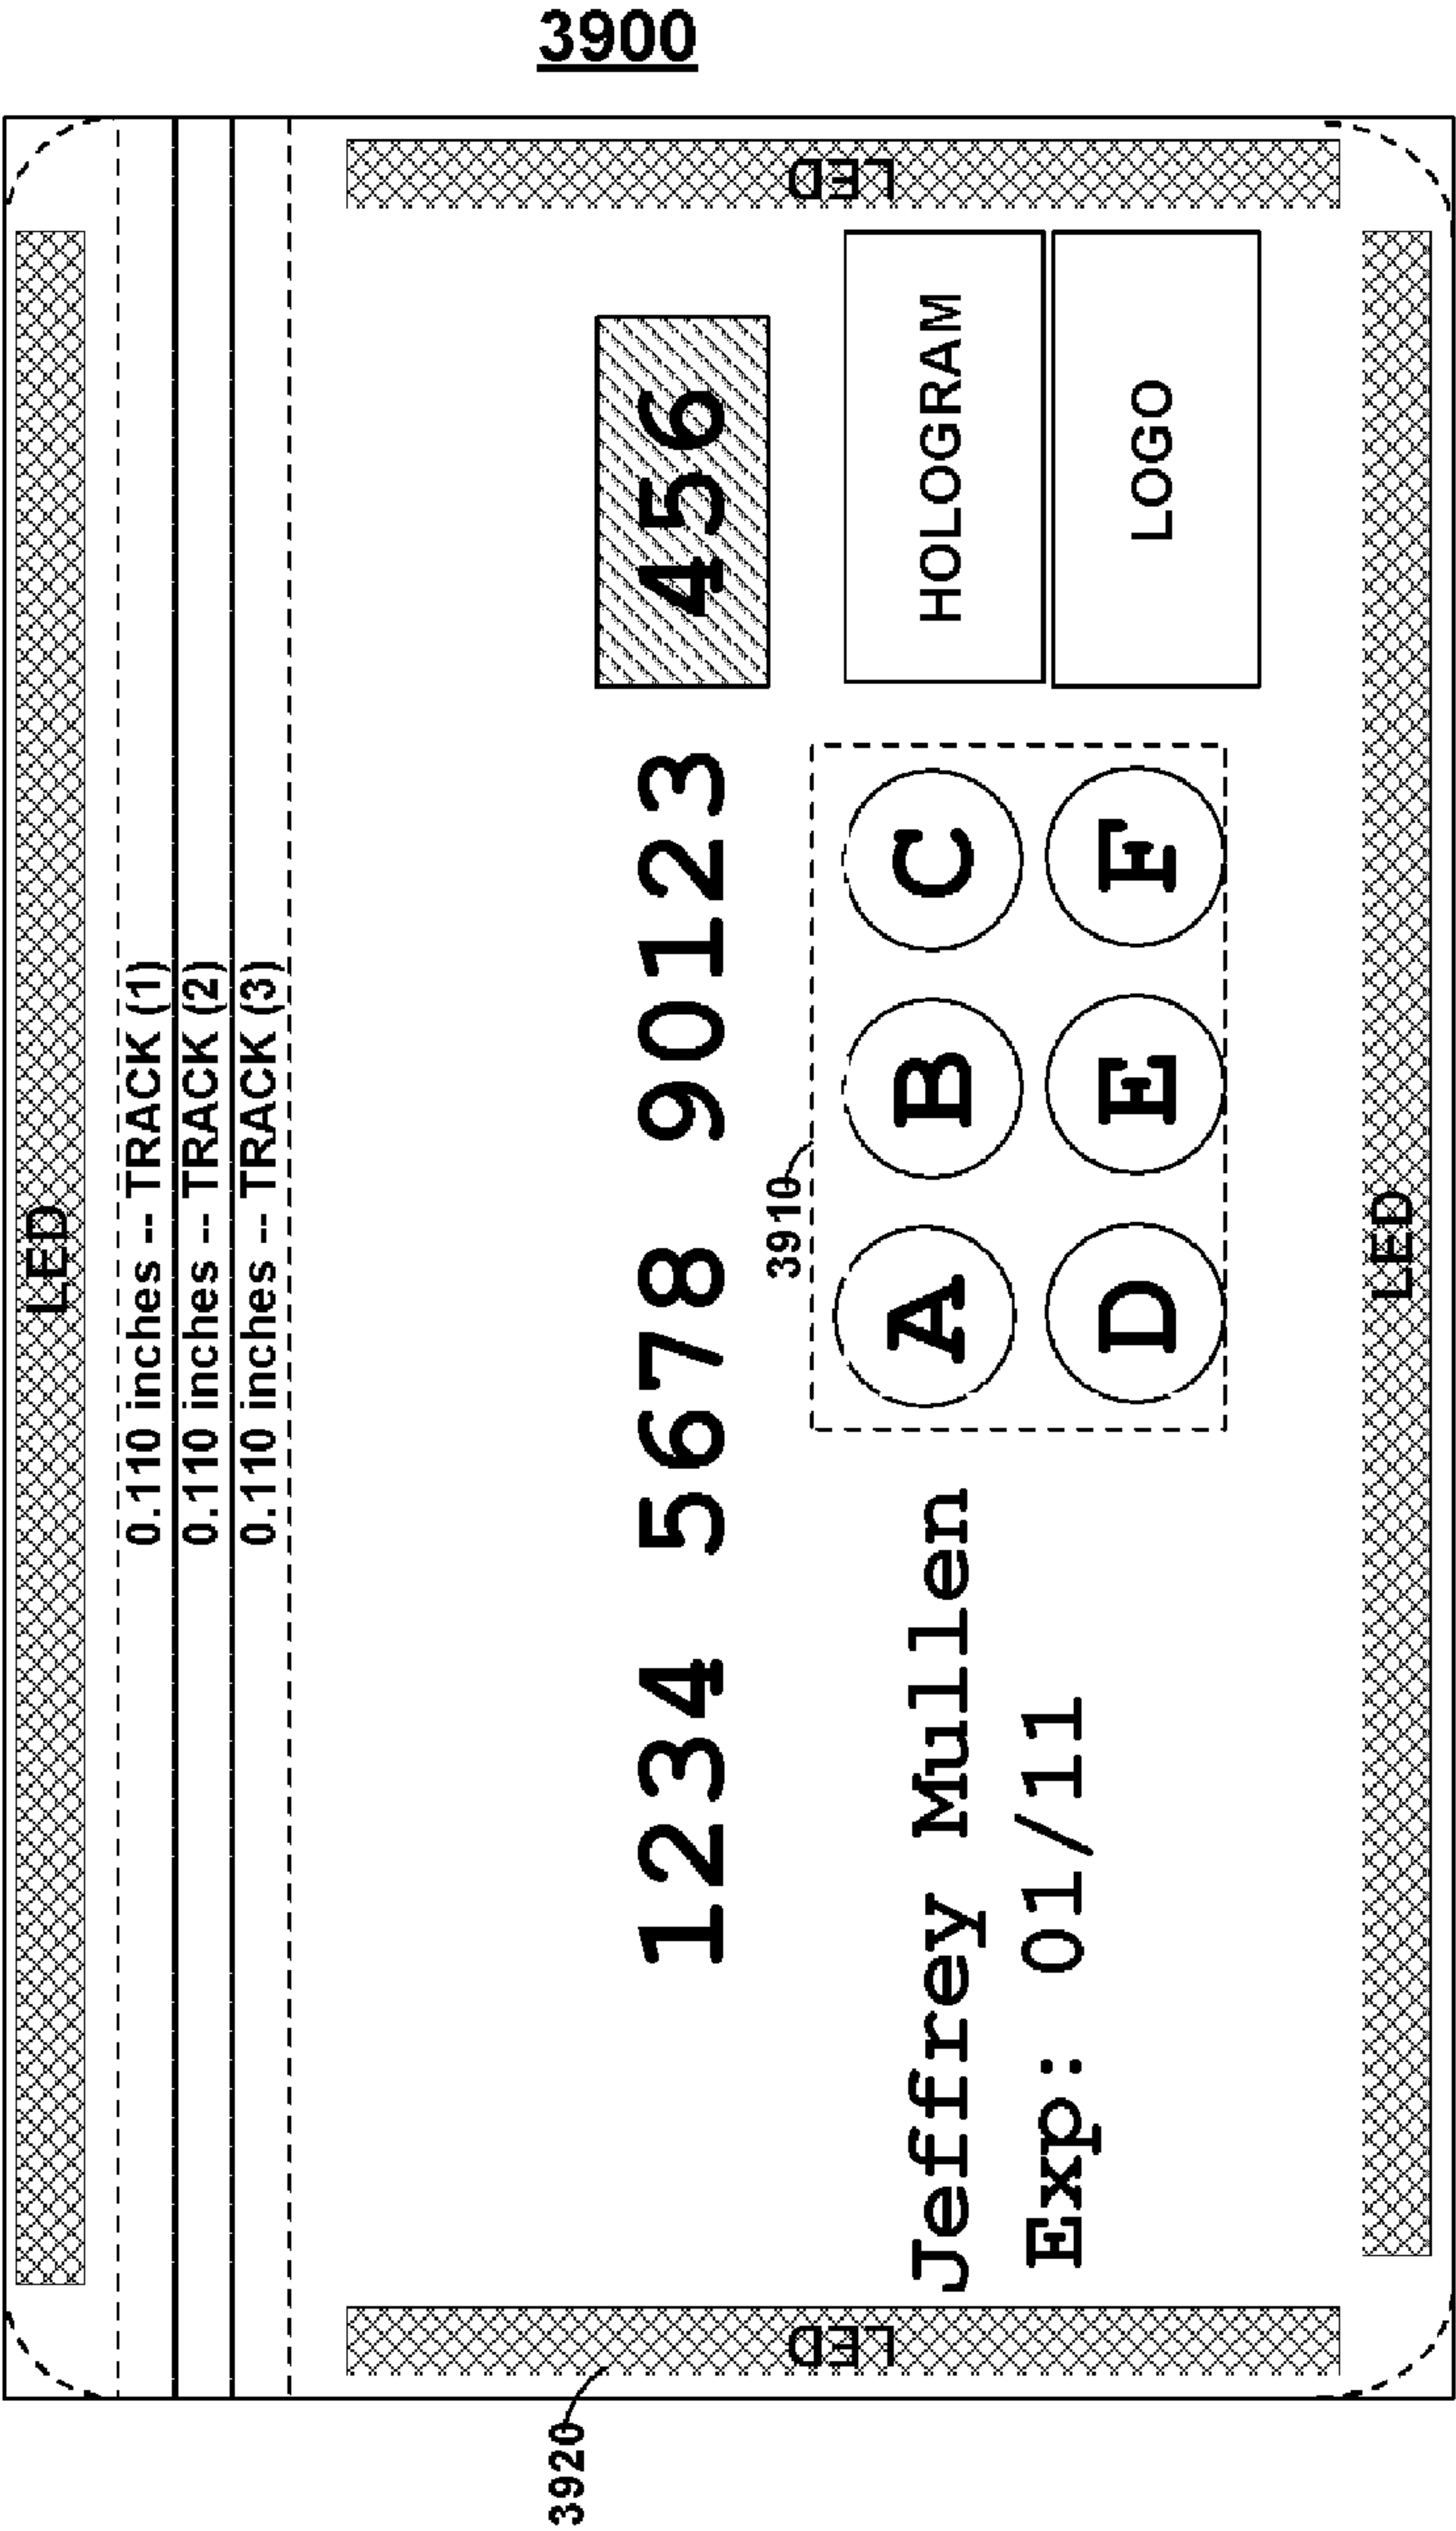 3900
LED
0.110 inches -- TRACK (1)
0.110 inches -- TRACK (2)
0.110 inches -- TRACK (3)
3920
LED
LED
1234 5678 90123 456
3910
Jeffrey Mullen
Exp: 01/11
A B C
D E F
HOLOGRAM
LOGO
LED